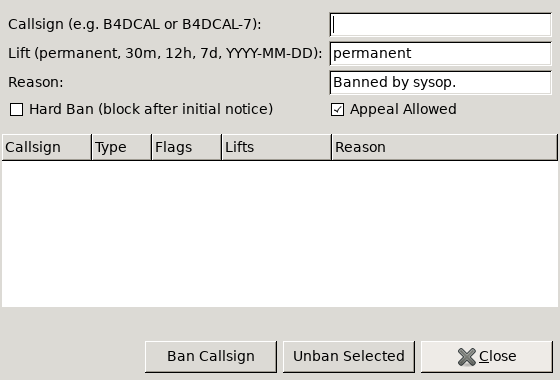 Callsign (e.g. B4DCAL or B4DCAL-7):
Lift (permanent, 30m, 12h, 7d, YYYY-MM-DD): permanent
Reason: Banned by sysop.
Hard Ban (block after initial notice) Appeal Allowed
Callsign Type Flags Lifts Reason
Ban Callsign Unban Selected Close